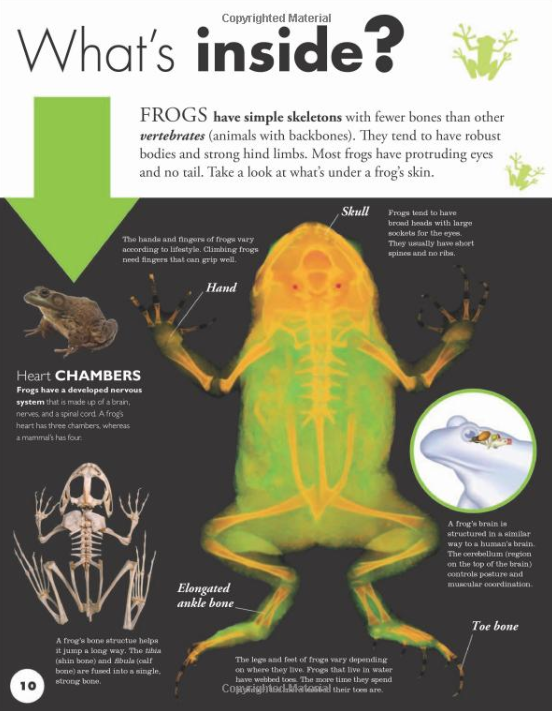 Copyrighted Material
What's inside?
FROGS have simple skeletons with fewer bones than other
vertebrates (animals with backbones). They tend to have robust
bodies and strong hind limbs. Most frogs have protruding eyes
and no tail. Take a look at what's under a frog's skin.
Skull
Frogs tend to have
broad heads with large
sockets for the eyes.
They usually have short
spines and no ribs.
The hands and fingers of frogs vary
according to lifestyle. Climbing frogs
need fingers that can grip well.
Hand
Heart CHAMBERS
Frogs have a developed nervous
system that is made up of a brain,
nerves, and a spinal cord. A frog's
heart has three chambers, whereas
a mammal's has four.
A frog's brain is
structured in a similar
way to a human's brain.
The cerebellum (region
on the top of the brain)
controls posture and
muscular coordination.
Elongated
ankle bone
Toe bone
A frog's bone structue helps
it jump a long way. The tibia
(shin bone) and fibula (calf
bone) are fused into a single,
strong bone.
The legs and feet of frogs vary depending
on where they live. Frogs that live in water
have webbed toes. The more time they spend
their toes are.
Copyrighted Material
10